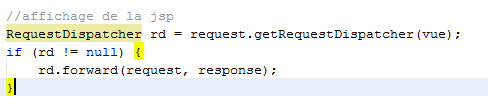 //affichage de la jsp
RequestDispatcher rd = request.getRequestDispatcher(vue);
if (rd != null) {
    rd.forward(request, response);
}